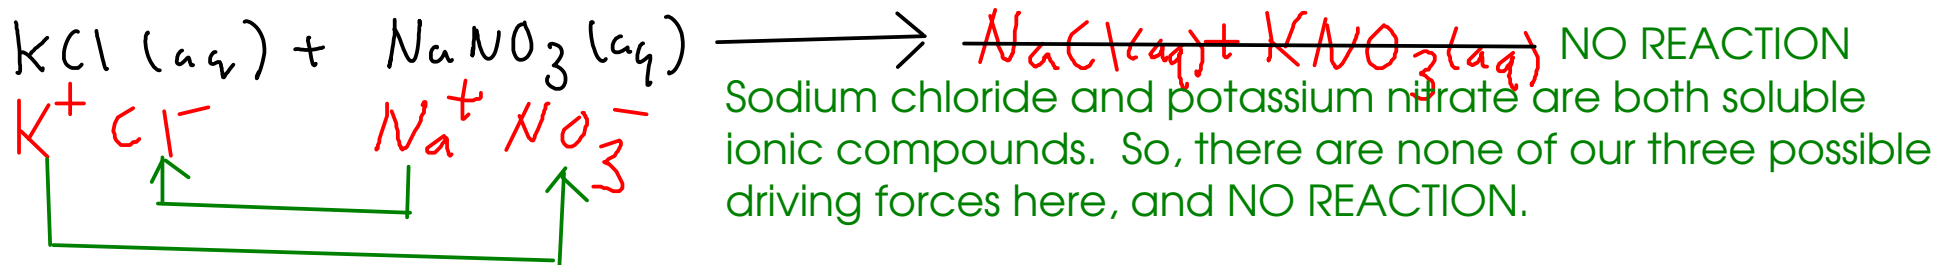 KCl (aq) + NaNO₃ (aq) ⟶ NaCl(aq) + KNO₃(aq) NO REACTION
K⁺ Cl⁻ Na⁺ NO₃⁻ Sodium chloride and potassium nitrate are both soluble
ionic compounds. So, there are none of our three possible
driving forces here, and NO REACTION.